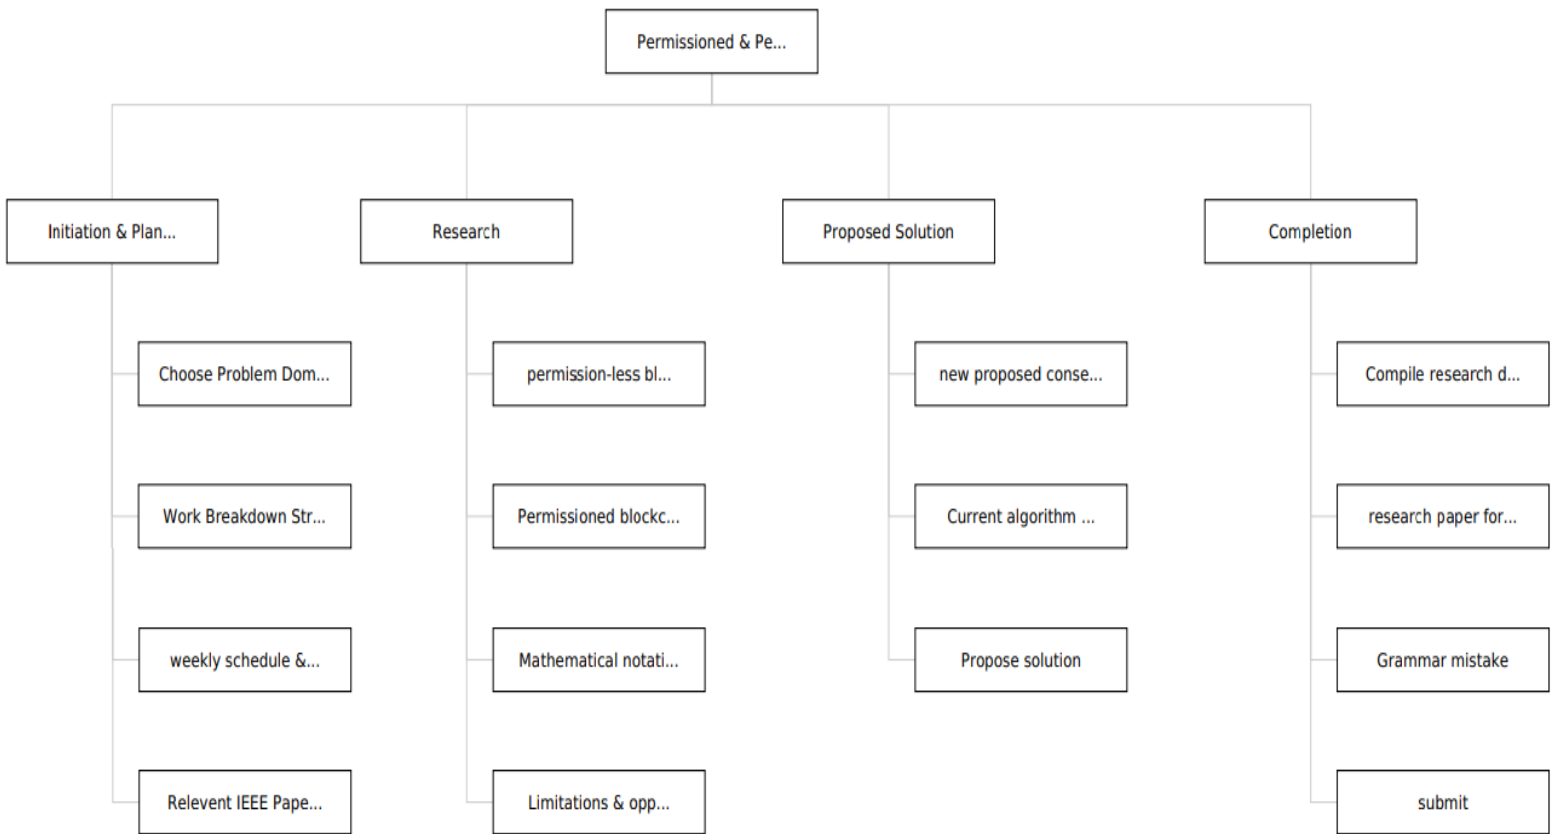 Permissioned & Pe...
Initiation & Plan...
Research
Proposed Solution
Completion
Choose Problem Dom...
permission-less bl...
new proposed conse...
Compile research d...
Work Breakdown Str...
Permissioned blockc...
Current algorithm ...
research paper for...
weekly schedule &...
Mathematical notati...
Propose solution
Grammar mistake
Relevent IEEE Pape...
Limitations & opp...
submit